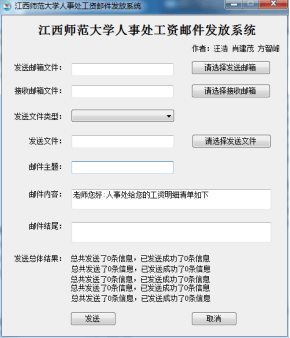 江西师范大学人事处工资邮件发放系统
江西师范大学人事处工资邮件发放系统
作者：汪浩 肖建茂 方智峰
发送邮箱文件：
请选择发送邮箱
接收邮箱文件：
请选择接收邮箱
发送文件类型：
发送文件：
请选择发送文件
邮件主题：
邮件内容：
老师您好：人事处给您的工资明细清单如下
邮件结尾：
发送总体结果：
总共发送了0条信息，已发送成功了0条信息
总共发送了0条信息，已发送成功了0条信息
总共发送了0条信息，已发送成功了0条信息
总共发送了0条信息，已发送成功了0条信息
总共发送了0条信息，已发送成功了0条信息
发送
取消